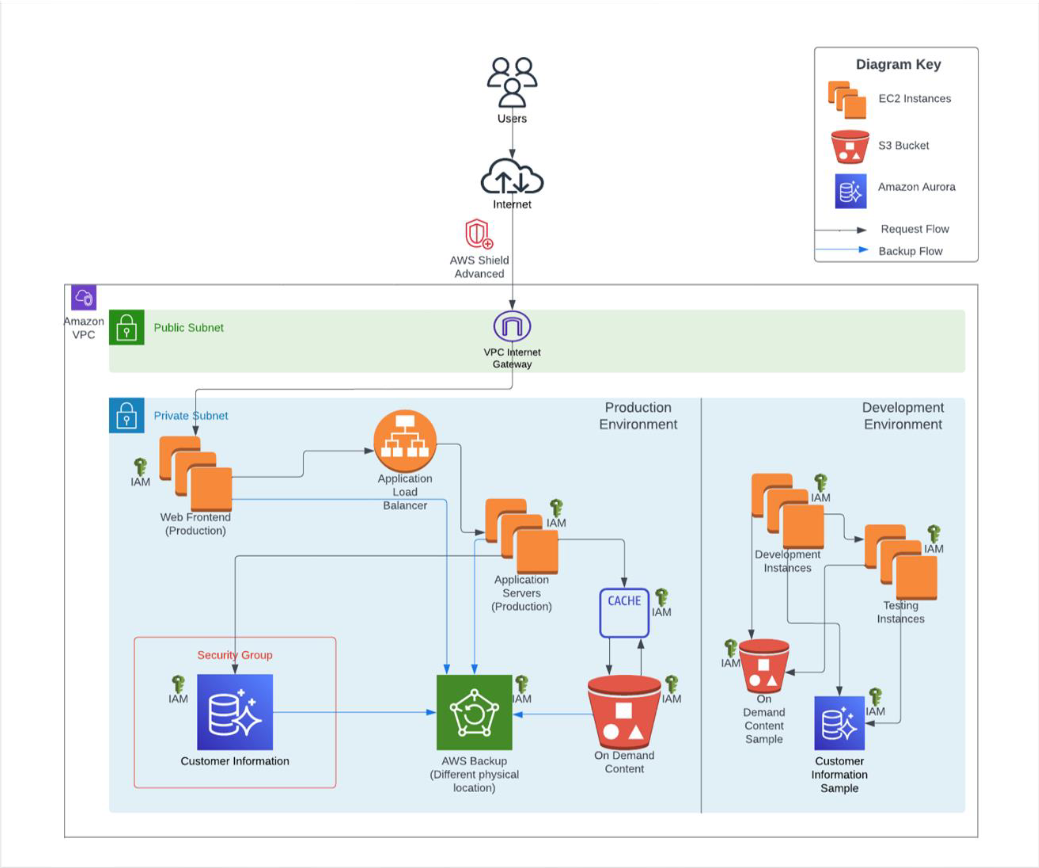 Diagram Key
EC2 Instances
S3 Bucket
Amazon Aurora
Request Flow
Backup Flow
Users
Internet
AWS Shield
Advanced
Amazon
VPC
Public Subnet
VPC Internet
Gateway
Private Subnet
Production
Environment
Development
Environment
IAM
Web Frontend
(Production)
Application
Load
Balancer
IAM
Application
Servers
(Production)
CACHE
IAM
Security Group
IAM
Customer Information
IAM
AWS Backup
(Different physical
location)
IAM
On Demand
Content
IAM
Development
Instances
IAM
Testing
Instances
IAM
On
Demand
Content
Sample
IAM
Customer
Information
Sample